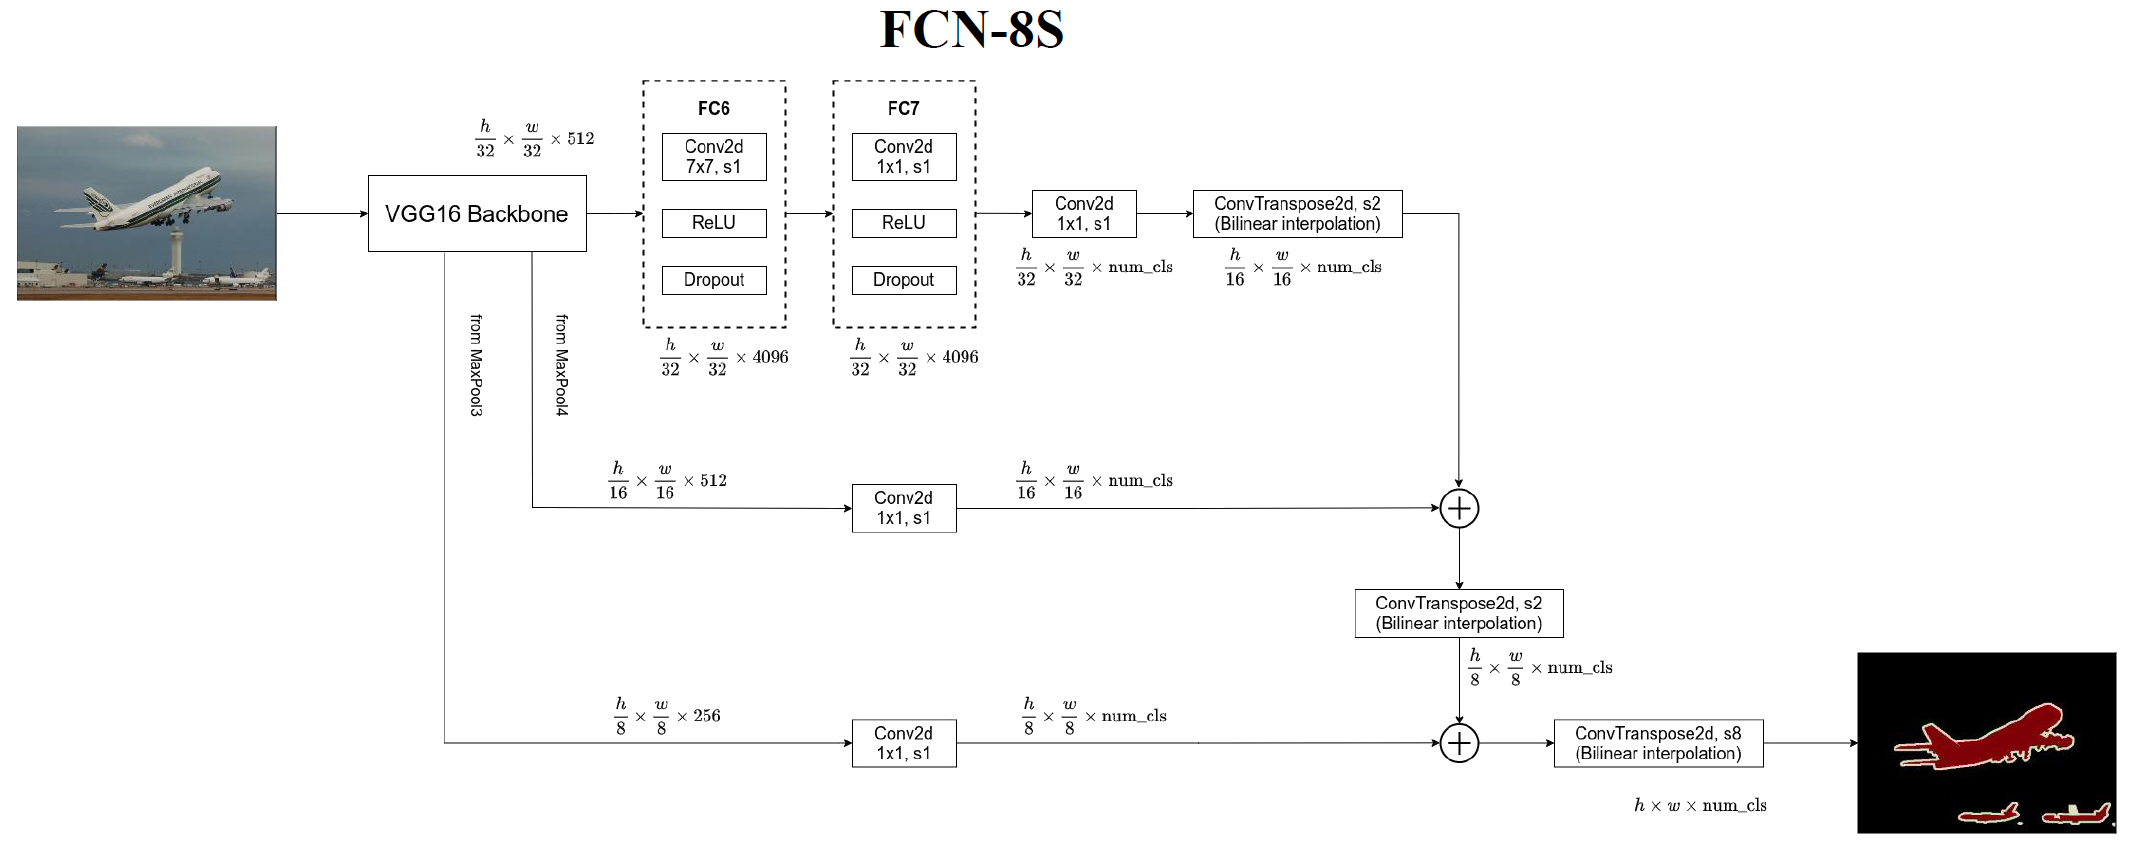 FCN-8S
h/32 × w/32 × 512
VGG16 Backbone
FC6
Conv2d
7x7, s1
ReLU
Dropout
h/32 × w/32 × 4096
FC7
Conv2d
1x1, s1
ReLU
Dropout
h/32 × w/32 × 4096
Conv2d
1x1, s1
h/32 × w/32 × num_cls
ConvTranspose2d, s2
(Bilinear interpolation)
h/16 × w/16 × num_cls
from MaxPool3
from MaxPool4
h/16 × w/16 × 512
Conv2d
1x1, s1
h/16 × w/16 × num_cls
ConvTranspose2d, s2
(Bilinear interpolation)
h/8 × w/8 × num_cls
h/8 × w/8 × 256
Conv2d
1x1, s1
h/8 × w/8 × num_cls
ConvTranspose2d, s8
(Bilinear interpolation)
h × w × num_cls